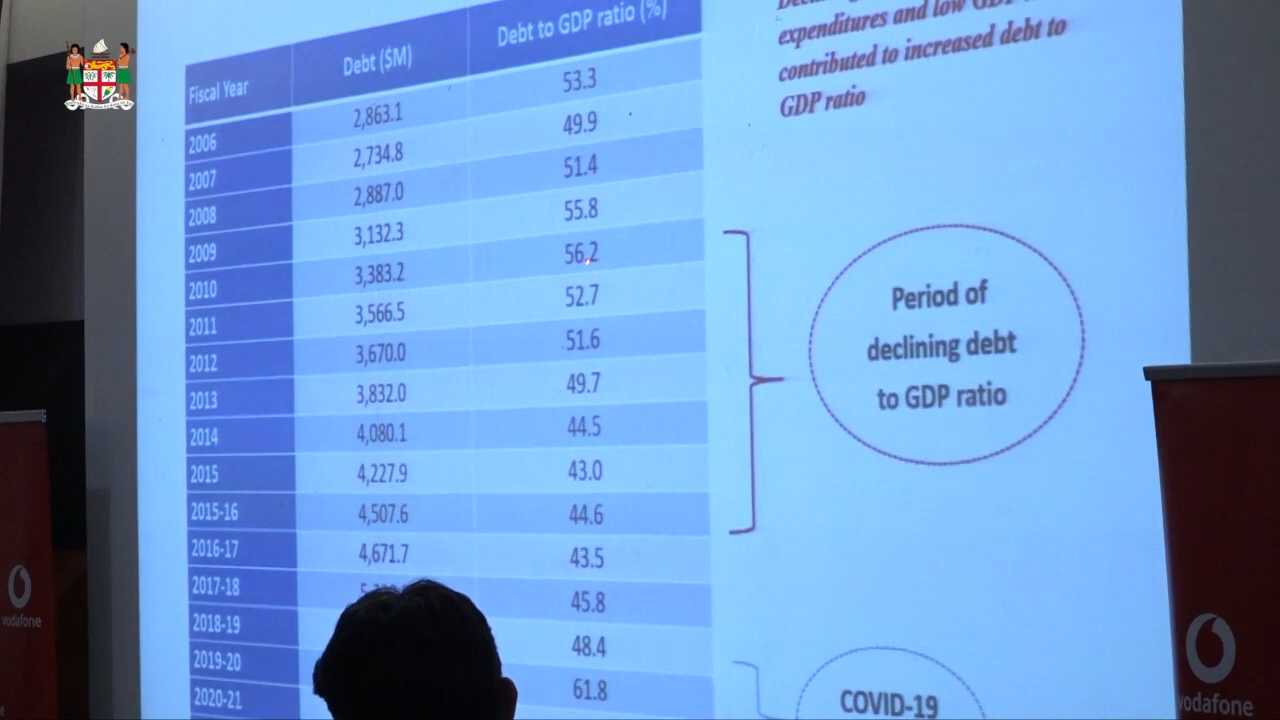 Fiscal Year Debt ($M) Debt to GDP ratio (%)
2006 2,863.1 53.3
2007 2,734.8 49.9
2008 2,887.0 51.4
2009 3,132.3 55.8
2010 3,383.2 56.2
2011 3,566.5 52.7
2012 3,670.0 51.6
2013 3,832.0 49.7
2014 4,080.1 44.5
2015 4,227.9 43.0
2015-16 4,507.6 44.6
2016-17 4,671.7 43.5
2017-18 45.8
2018-19 48.4
2019-20 61.8
2020-21
expenditures and low GDP
contributed to increased debt to
GDP ratio
Period of
declining debt
to GDP ratio
COVID-19
vodafone
vodafone